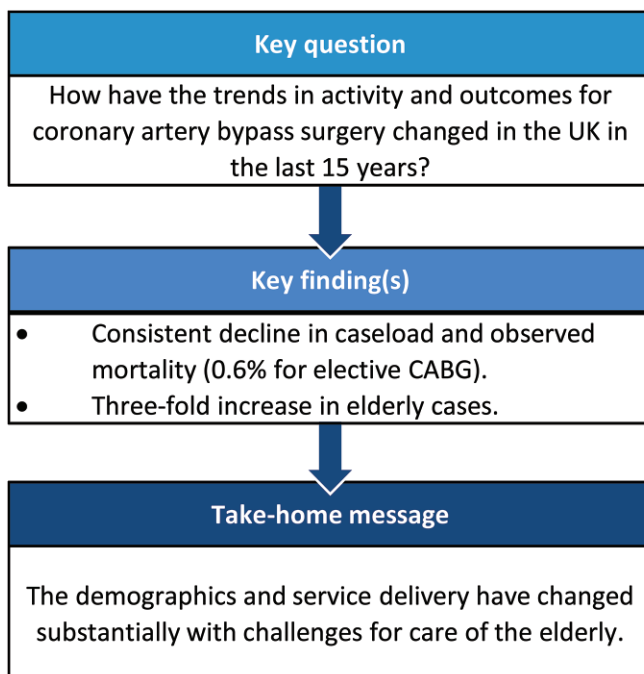 Key question
How have the trends in activity and outcomes for
coronary artery bypass surgery changed in the UK in
the last 15 years?
Key finding(s)
• Consistent decline in caseload and observed
mortality (0.6% for elective CABG).
• Three-fold increase in elderly cases.
Take-home message
The demographics and service delivery have changed
substantially with challenges for care of the elderly.